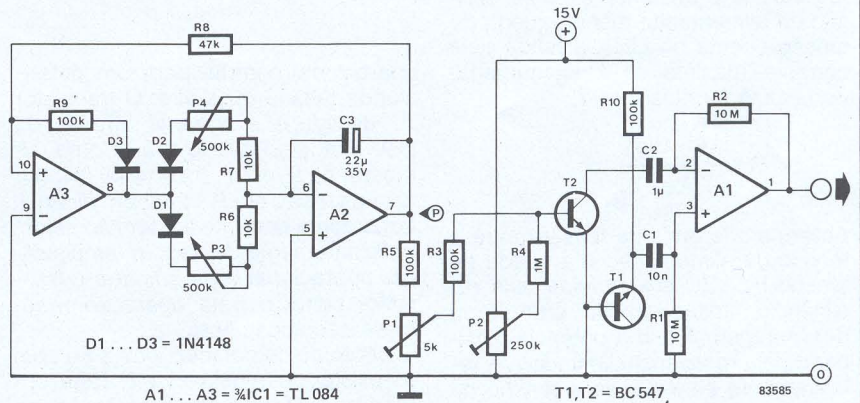 R8
47k
15V
+
R9
100k
D3
D2
P4
500k
R7
10k
C3
22µ
35V
R10
100k
R2
10M
C2
1µ
10
+
A3
8
9
−
D1
R6
10k
P3
500k
6
−
A2
7
5
+
P
R5
100k
R3
100k
T2
R4
1M
2
−
A1
1
3
+
C1
10n
T1
P1
5k
P2
250k
R1
10M
0
D1 . . . D3 = 1N4148
A1 . . . A3 = ¾IC1 = TL 084
T1,T2 = BC 547
83585